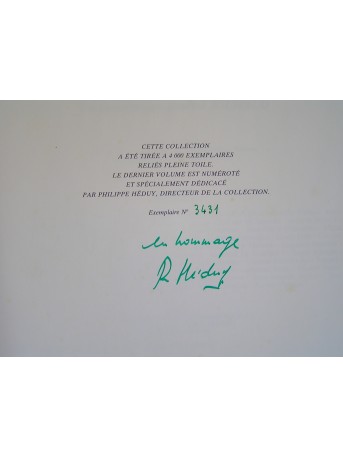 CETTE COLLECTION
A ÉTÉ TIRÉE A 4 000 EXEMPLAIRES
RELIÉS PLEINE TOILE.
LE DERNIER VOLUME EST NUMÉROTÉ
ET SPÉCIALEMENT DÉDICACÉ
PAR PHILIPPE HÉDUY, DIRECTEUR DE LA COLLECTION.
Exemplaire N° 3431
en hommage
P. Héduy